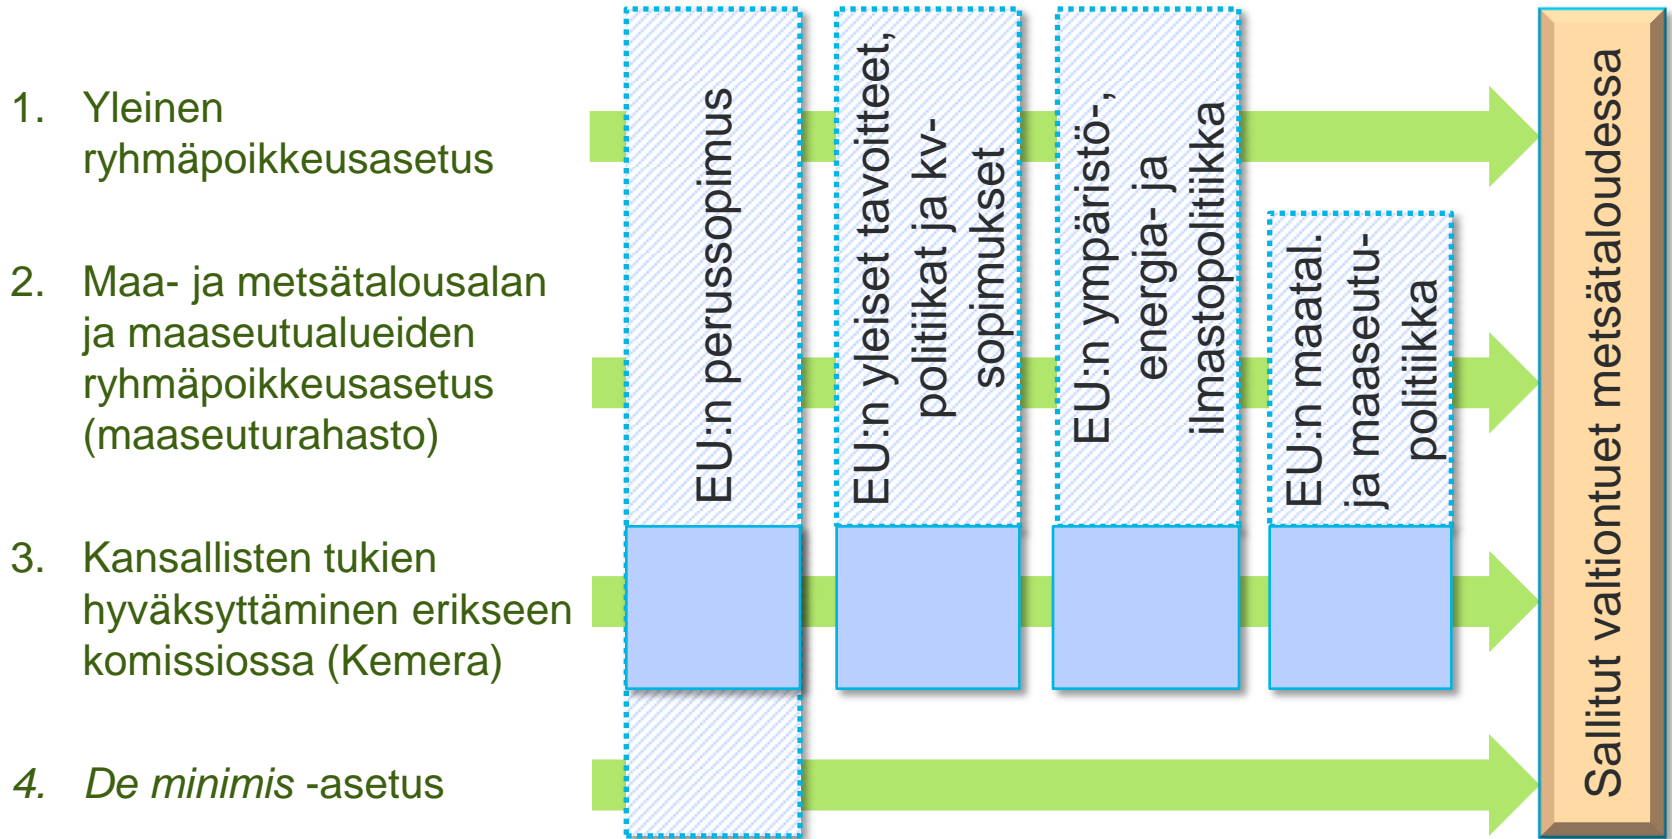 1. Yleinen
ryhmäpoikkeusasetus
2. Maa- ja metsätalousalan
ja maaseutualueiden
ryhmäpoikkeusasetus
(maaseuturahasto)
3. Kansallisten tukien
hyväksyttäminen erikseen
komissiossa (Kemera)
4. De minimis -asetus
EU:n perussopimus
EU:n yleiset tavoitteet,
politiikat ja kv-
sopimukset
EU:n ympäristö-,
energia- ja
ilmastopolitiikka
EU:n maatal.
ja maaseutu-
politiikka
Sallitut valtiontuet metsätaloudessa